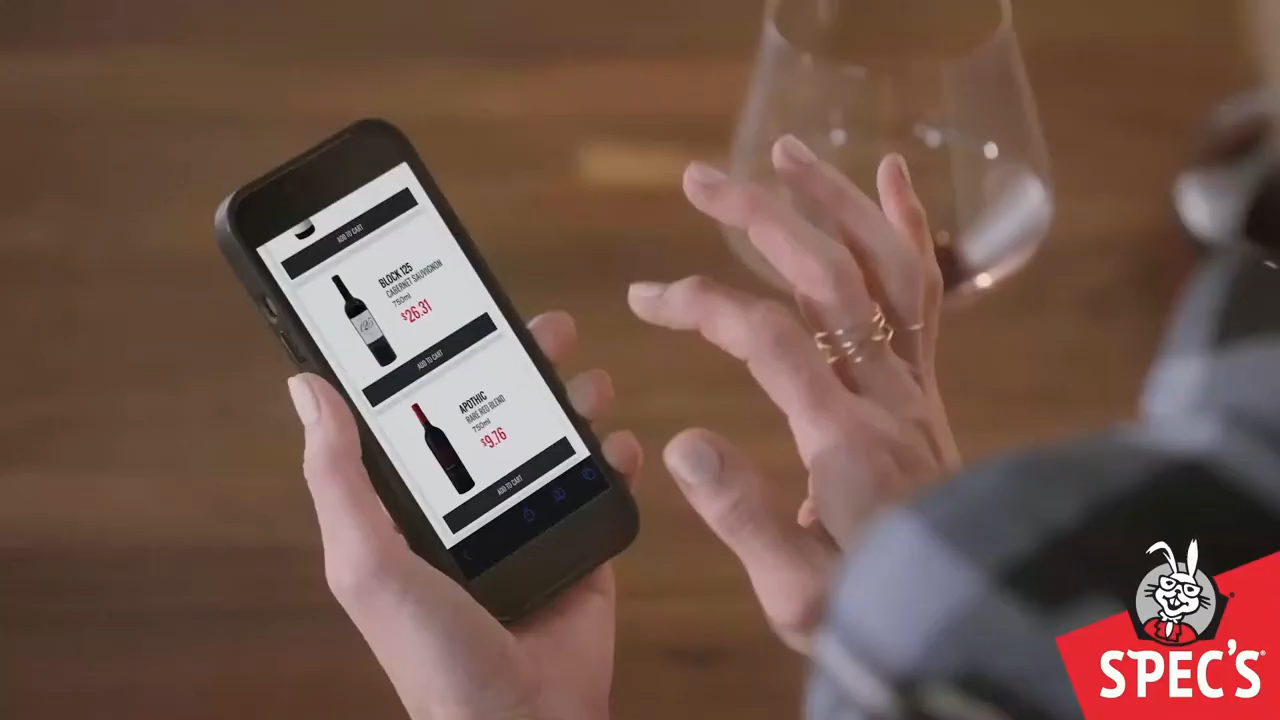 ADD TO CART
BLOCK 125
CABERNET SAUVIGNON
750ml
$26.31
ADD TO CART
APOTHIC
RARE RED BLEND
750ml
$9.76
ADD TO CART
SPEC'S